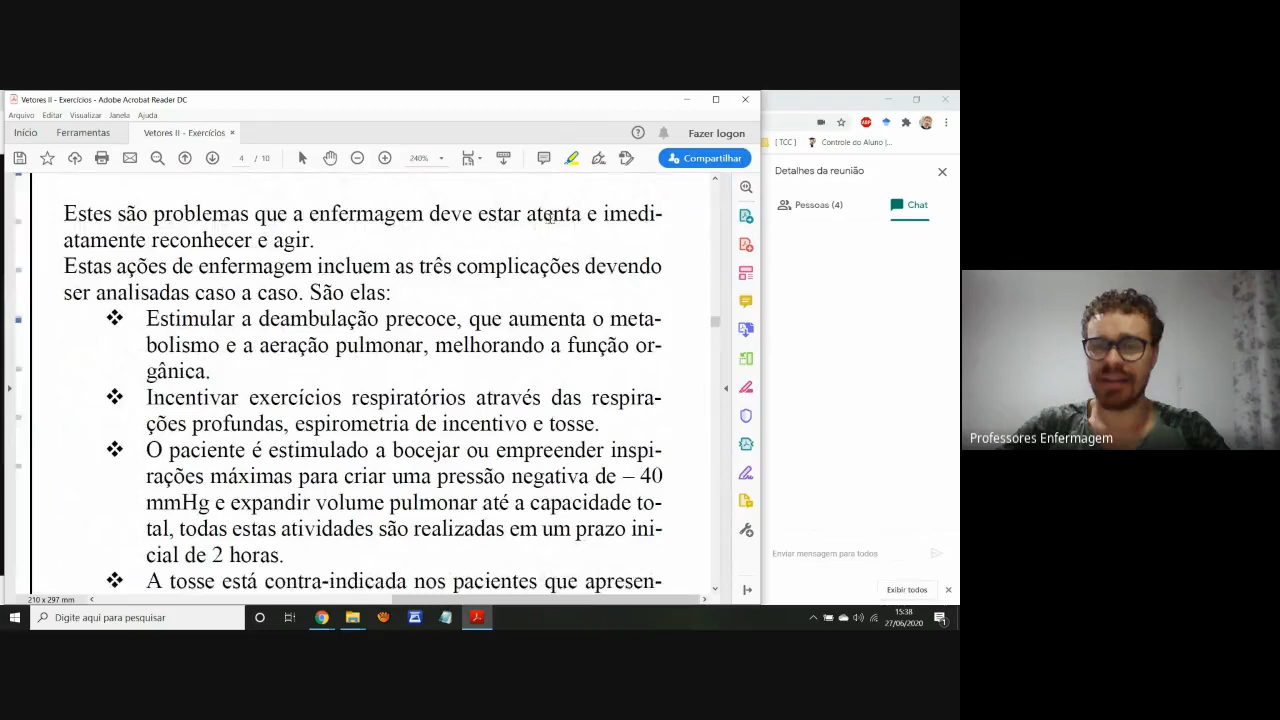 Vetores II - Exercícios - Adobe Acrobat Reader DC
Arquivo Editar Visualizar Janela Ajuda
Início Ferramentas Vetores II - Exercícios × Fazer logon
4 / 10 240% Compartilhar
Estes são problemas que a enfermagem deve estar atenta e imedi-
atamente reconhecer e agir.
Estas ações de enfermagem incluem as três complicações devendo
ser analisadas caso a caso. São elas:
❖ Estimular a deambulação precoce, que aumenta o meta-
bolismo e a aeração pulmonar, melhorando a função or-
gânica.
❖ Incentivar exercícios respiratórios através das respira-
ções profundas, espirometria de incentivo e tosse.
❖ O paciente é estimulado a bocejar ou empreender inspi-
rações máximas para criar uma pressão negativa de – 40
mmHg e expandir volume pulmonar até a capacidade to-
tal, todas estas atividades são realizadas em um prazo ini-
cial de 2 horas.
❖ A tosse está contra-indicada nos pacientes que apresen-
210 x 297 mm
ABP
[ TCC ] Controle do Aluno |...
Detalhes da reunião
Pessoas (4) Chat
Enviar mensagem para todos
Exibir todos
Professores Enfermagem
Digite aqui para pesquisar
15:38
27/06/2020
1